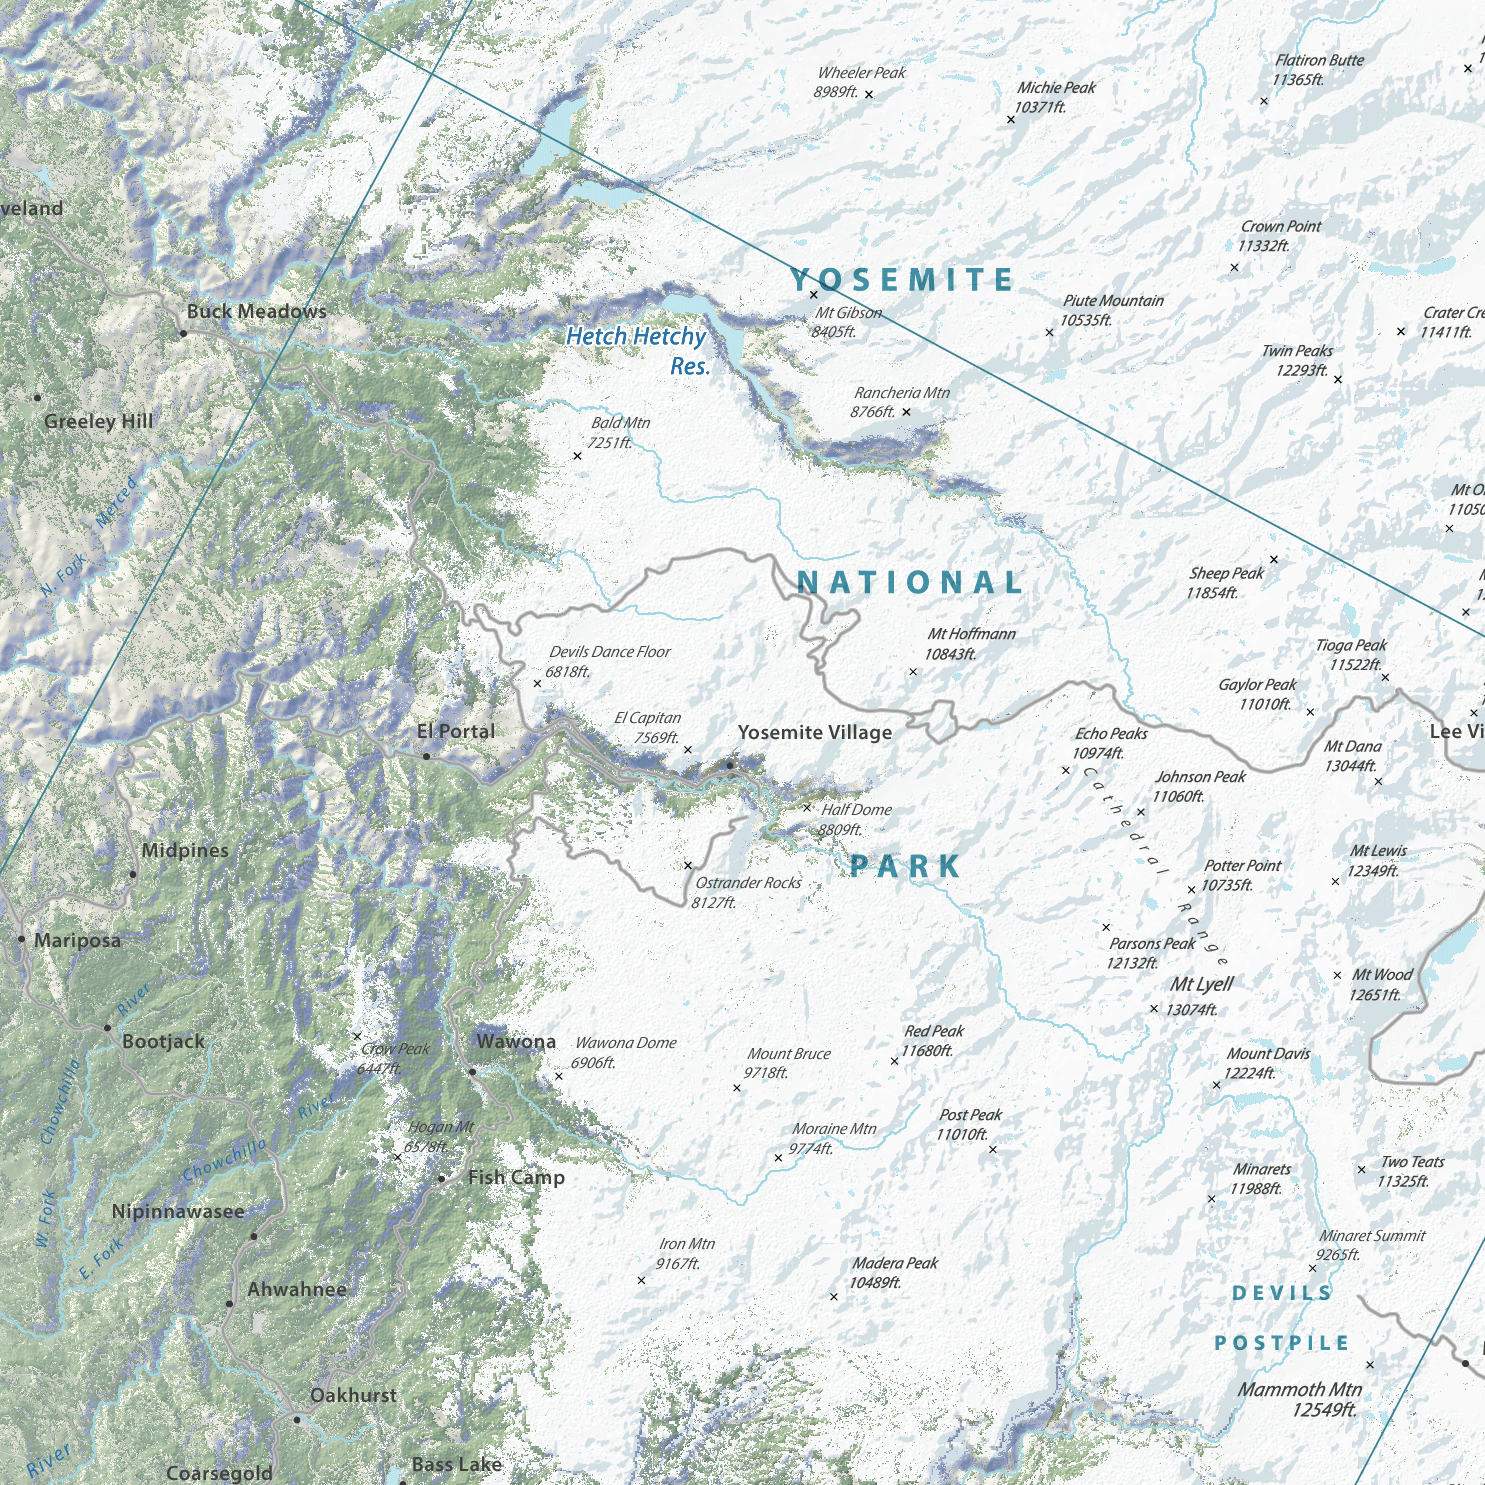 Wheeler Peak
8989ft.
Michie Peak
10371ft.
Flatiron Butte
11365ft.
veland
Crown Point
11332ft.
YOSEMITE
Buck Meadows
Hetch Hetchy
Res.
Mt Gibson
8405ft.
Piute Mountain
10535ft.
Crater Cre
11411ft.
Twin Peaks
12293ft.
Rancheria Mtn
8766ft.
Greeley Hill
Bald Mtn
7251ft.
N. Fork Merced
Mt O
11050
NATIONAL
Sheep Peak
11854ft.
Devils Dance Floor
6818ft.
Mt Hoffmann
10843ft.
Tioga Peak
11522ft.
Gaylor Peak
11010ft.
El Portal
El Capitan
7569ft.
Yosemite Village
Echo Peaks
10974ft.
Lee Vi
Mt Dana
13044ft.
Cathedral Range
Johnson Peak
11060ft.
Half Dome
8809ft.
Midpines
PARK
Potter Point
10735ft.
Mt Lewis
12349ft.
Ostrander Rocks
8127ft.
Mariposa
Parsons Peak
12132ft.
Mt Lyell
13074ft.
Mt Wood
12651ft.
River
Bootjack
Crow Peak
6447ft.
Wawona
Wawona Dome
6906ft.
Mount Bruce
9718ft.
Red Peak
11680ft.
Mount Davis
12224ft.
W. Fork Chowchilla
Chowchilla River
E. Fork
Hogan Mt
6578ft.
Moraine Mtn
9774ft.
Post Peak
11010ft.
Fish Camp
Minarets
11988ft.
Two Teats
11325ft.
Nipinnawasee
Iron Mtn
9167ft.
Madera Peak
10489ft.
Minaret Summit
9265ft.
Ahwahnee
DEVILS
POSTPILE
Mammoth Mtn
12549ft.
Oakhurst
River
Coarsegold
Bass Lake